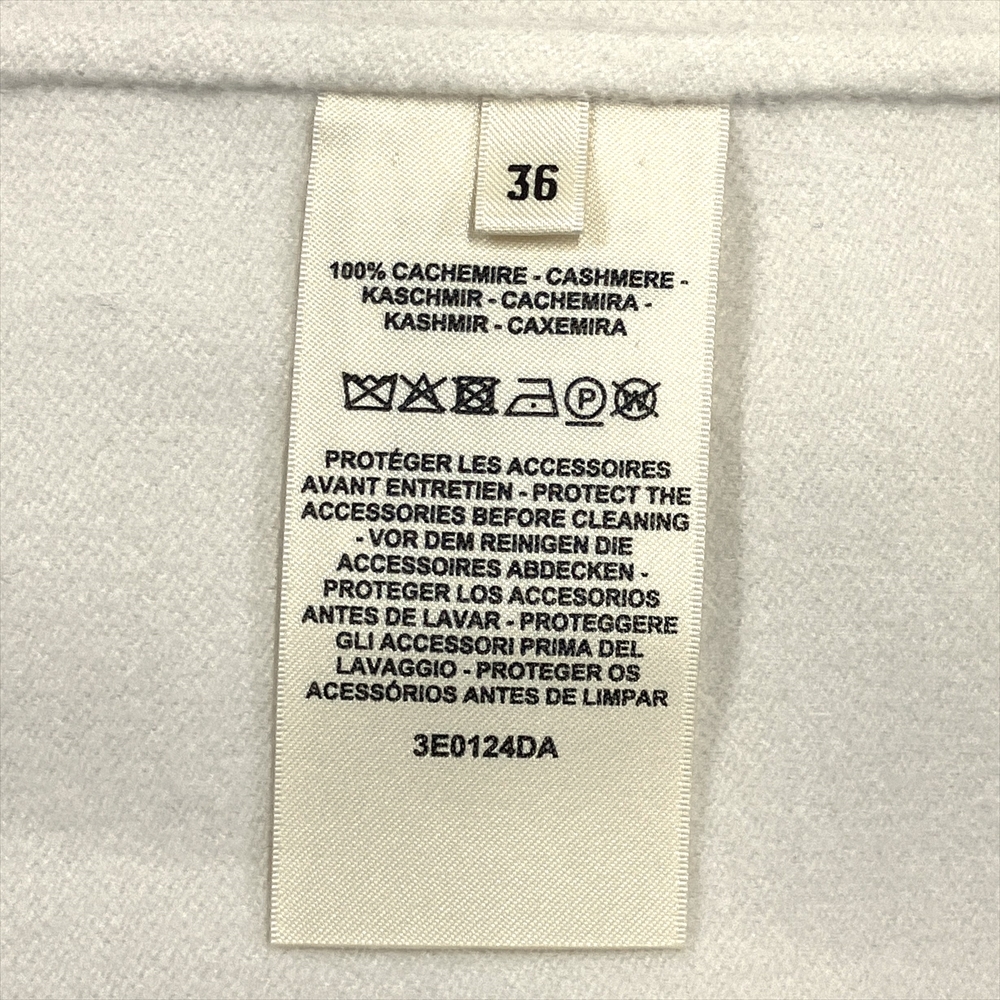 36
100% CACHEMIRE - CASHMERE -
KASCHMIR - CACHEMIRA -
KASHMIR - CAXEMIRA
P W
PROTÉGER LES ACCESSOIRES
AVANT ENTRETIEN - PROTECT THE
ACCESSORIES BEFORE CLEANING
- VOR DEM REINIGEN DIE
ACCESSOIRES ABDECKEN -
PROTEGER LOS ACCESORIOS
ANTES DE LAVAR - PROTEGGERE
GLI ACCESSORI PRIMA DEL
LAVAGGIO - PROTEGER OS
ACESSÓRIOS ANTES DE LIMPAR
3E0124DA